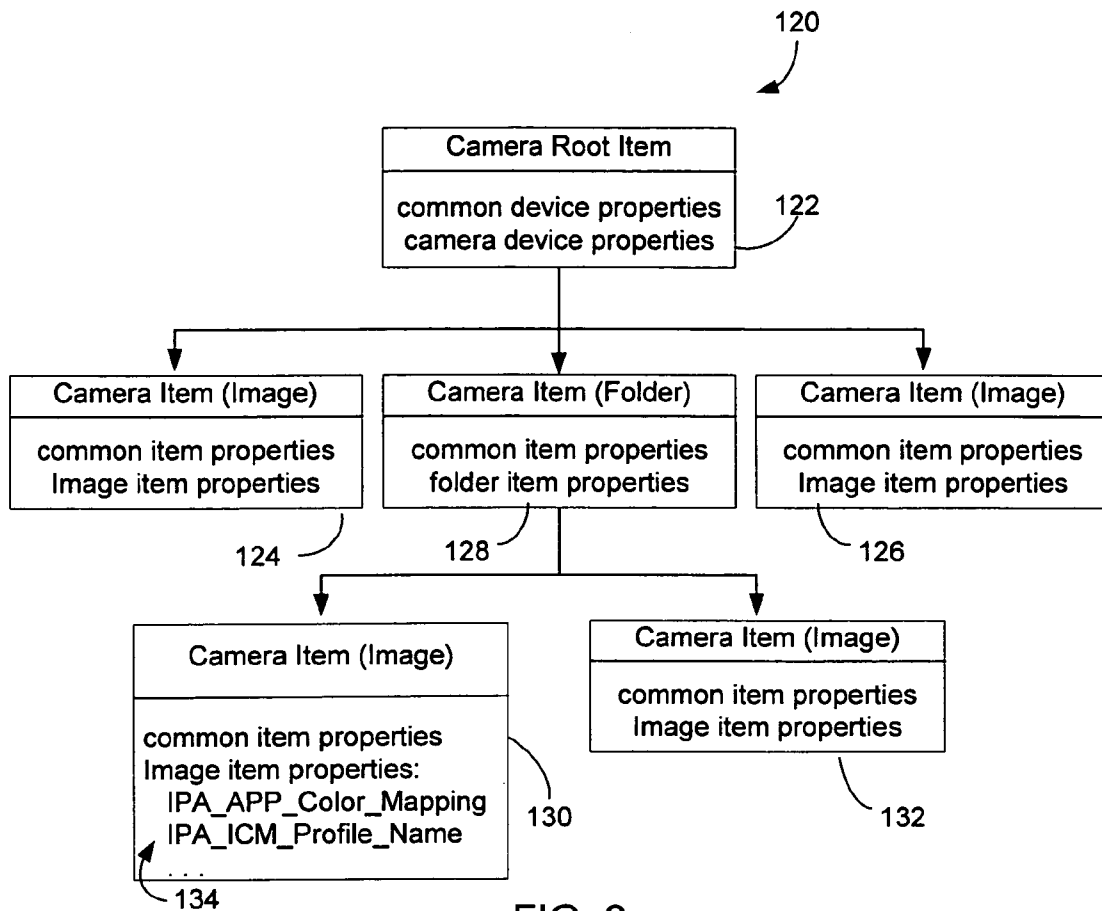 120
Camera Root Item
common device properties
camera device properties
122
Camera Item (Image)
common item properties
Image item properties
124
Camera Item (Folder)
common item properties
folder item properties
128
Camera Item (Image)
common item properties
Image item properties
126
Camera Item (Image)
common item properties
Image item properties:
IPA_APP_Color_Mapping
IPA_ICM_Profile_Name
. . .
130
134
Camera Item (Image)
common item properties
Image item properties
132